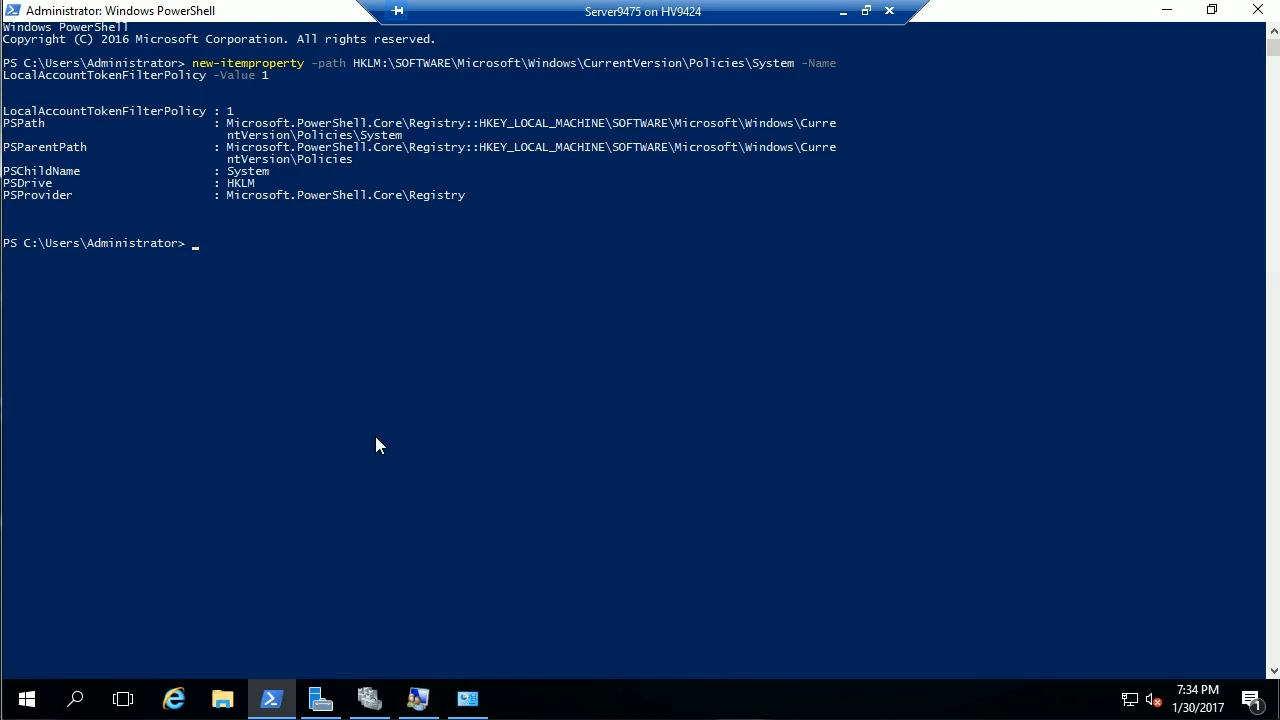 Administrator: Windows PowerShell
Server9475 on HV9424
Windows PowerShell
Copyright (C) 2016 Microsoft Corporation. All rights reserved.
PS C:\Users\Administrator> new-itemproperty -path HKLM:\SOFTWARE\Microsoft\Windows\CurrentVersion\Policies\System -Name
LocalAccountTokenFilterPolicy -Value 1
LocalAccountTokenFilterPolicy : 1
PSPath : Microsoft.PowerShell.Core\Registry::HKEY_LOCAL_MACHINE\SOFTWARE\Microsoft\Windows\Curre
ntVersion\Policies\System
PSParentPath : Microsoft.PowerShell.Core\Registry::HKEY_LOCAL_MACHINE\SOFTWARE\Microsoft\Windows\Curre
ntVersion\Policies
PSChildName : System
PSDrive : HKLM
PSProvider : Microsoft.PowerShell.Core\Registry
PS C:\Users\Administrator> _
7:34 PM
1/30/2017
1